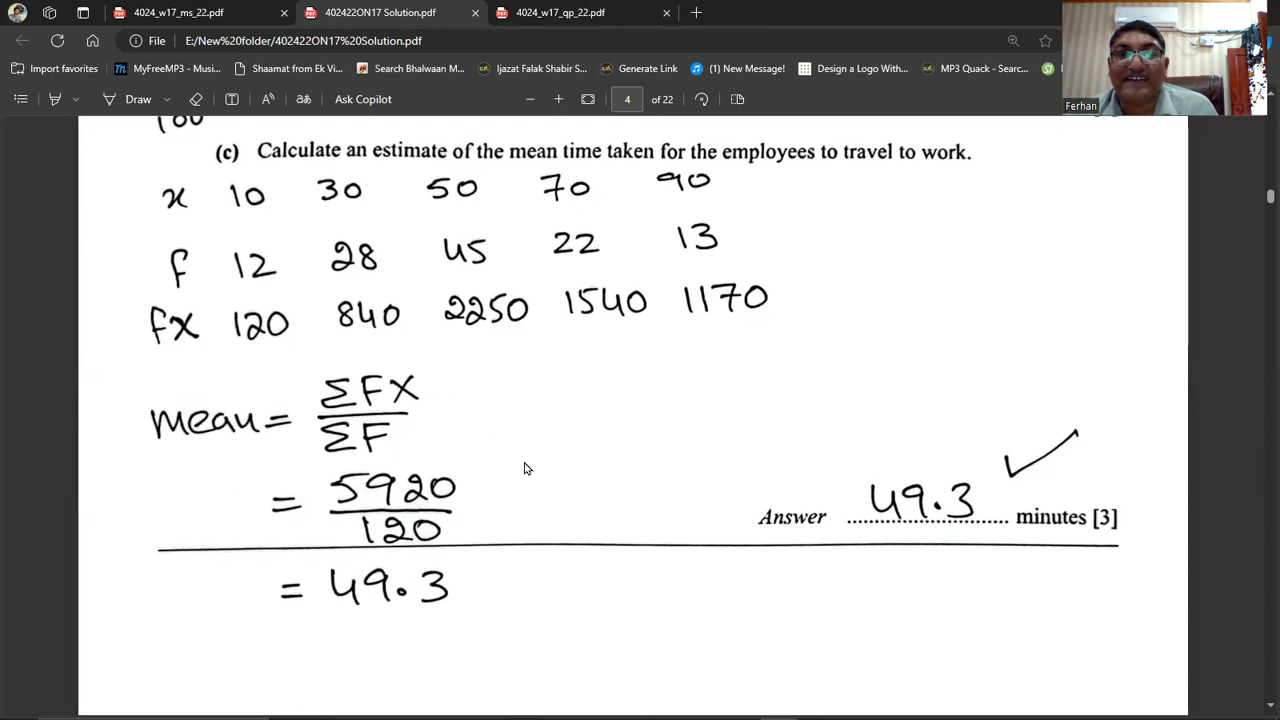 4024_w17_ms_22.pdf
402422ON17 Solution.pdf
4024_w17_qp_22.pdf
File
E:/New%20folder/402422ON17%20Solution.pdf
Import favorites
MyFreeMP3 - Musi...
Shaamat from Ek Vi...
Search Bhalwaan M...
Ijazat Falak Shabir S...
Generate Link
(1) New Message!
Design a Logo With...
MP3 Quack - Searc...
Draw
Ask Copilot
4 of 22
Ferhan
100
(c) Calculate an estimate of the mean time taken for the employees to travel to work.
x 10 30 50 70 90
f 12 28 45 22 13
fx 120 840 2250 1540 1170
mean = ΣFX
ΣF
= 5920
120
Answer 49.3 minutes [3]
= 49.3